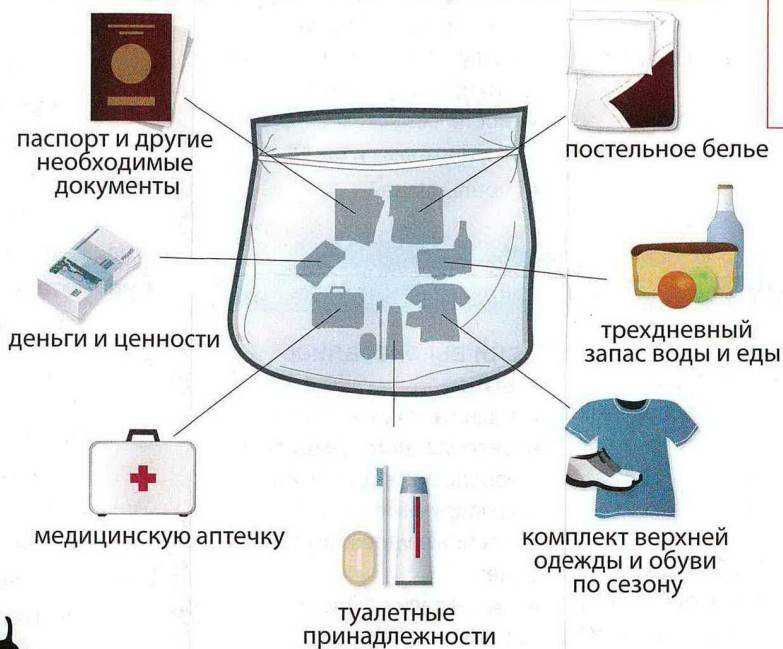 паспорт и другие
необходимые
документы
постельное белье
деньги и ценности
трехдневный
запас воды и еды
медицинскую аптечку
комплект верхней
одежды и обуви
по сезону
туалетные
принадлежности